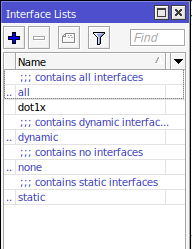 Interface Lists
Find
Name
;;; contains all interfaces
.. all
dot1x
;;; contains dynamic interfac...
.. dynamic
;;; contains no interfaces
.. none
;;; contains static interfaces
.. static